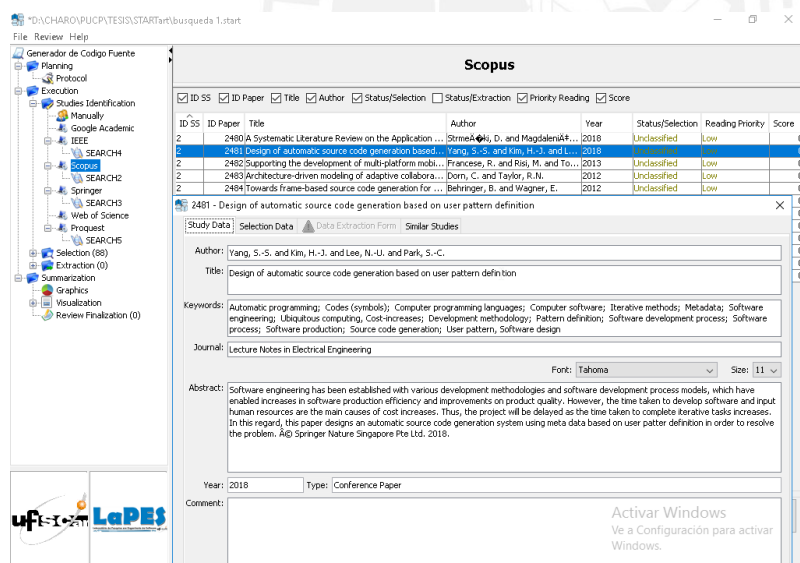 *D:\CHARO\PUCP\TESIS\STARTart\busqueda 1.start
File Review Help
Generador de Codigo Fuente
Planning
Protocol
Execution
Studies Identification
Manually
Google Academic
IEEE
SEARCH4
Scopus
SEARCH2
Springer
SEARCH3
Web of Science
Proquest
SEARCH5
Selection (88)
Extraction (0)
Summarization
Graphics
Visualization
Review Finalization (0)
ufscar LaPES
Scopus
ID SS ID Paper Title Author Status/Selection Status/Extraction Priority Reading Score
ID SS ID Paper Title Author Year Status/Selection Reading Priority Score
2 2480 A Systematic Literature Review on the Application ... 2018 Unclassified Low
2 2481 Design of automatic source code generation based... Yang, S.-S. and Kim, H.-J. and L... 2018 Unclassified Low
2 2482 Supporting the development of multi-platform mobi... Francese, R. and Risi, M. and To... 2013 Unclassified Low
2 2483 Architecture-driven modeling of adaptive collabora... Dorn, C. and Taylor, R.N. 2012 Unclassified Low
2 2484 Towards frame-based source code generation for ... Behringer, B. and Wagner, E. 2012 Unclassified Low
2481 - Design of automatic source code generation based on user pattern definition
Study Data Selection Data Data Extraction Form Similar Studies
Author: Yang, S.-S. and Kim, H.-J. and Lee, N.-U. and Park, S.-C.
Title: Design of automatic source code generation based on user pattern definition
Keywords: Automatic programming; Codes (symbols); Computer programming languages; Computer software; Iterative methods; Metadata; Software
engineering; Ubiquitous computing, Cost-increases; Development methodology; Pattern definition; Software development process; Software
process; Software production; Source code generation; User pattern, Software design
Journal: Lecture Notes in Electrical Engineering
Font: Tahoma Size: 11
Abstract: Software engineering has been established with various development methodologies and software development process models, which have
enabled increases in software production efficiency and improvements on product quality. However, the time taken to develop software and input
human resources are the main causes of cost increases. Thus, the project will be delayed as the time taken to complete iterative tasks increases.
In this regard, this paper designs an automatic source code generation system using meta data based on user patter definition in order to resolve
the problem. Â© Springer Nature Singapore Pte Ltd. 2018.
Year: 2018 Type: Conference Paper
Comment:
Activar Windows
Ve a Configuración para activar
Windows.